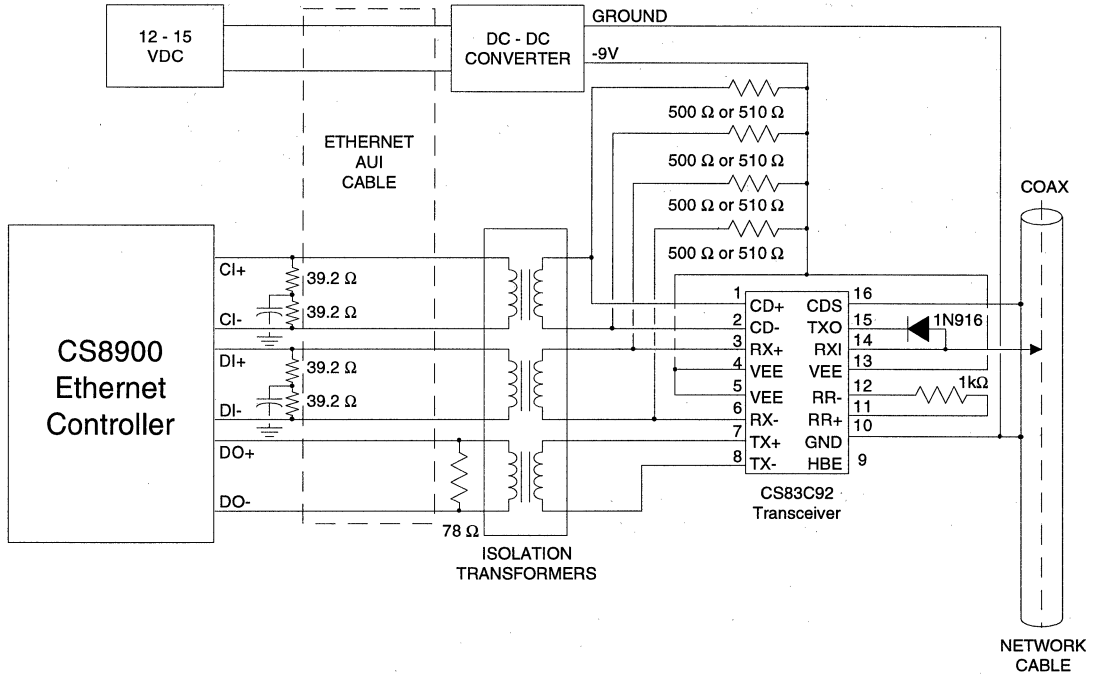 12 - 15
VDC
DC - DC
CONVERTER
GROUND
-9V
500 Ω or 510 Ω
500 Ω or 510 Ω
500 Ω or 510 Ω
500 Ω or 510 Ω
ETHERNET
AUI
CABLE
COAX
CS8900
Ethernet
Controller
CI+
CI-
DI+
DI-
DO+
DO-
39.2 Ω
39.2 Ω
39.2 Ω
39.2 Ω
78 Ω
ISOLATION
TRANSFORMERS
1 CD+ CDS 16
2 CD- TXO 15
3 RX+ RXI 14
4 VEE VEE 13
5 VEE RR- 12
6 RX- RR+ 11
7 TX+ GND 10
8 TX- HBE 9
1N916
1kΩ
CS83C92
Transceiver
NETWORK
CABLE